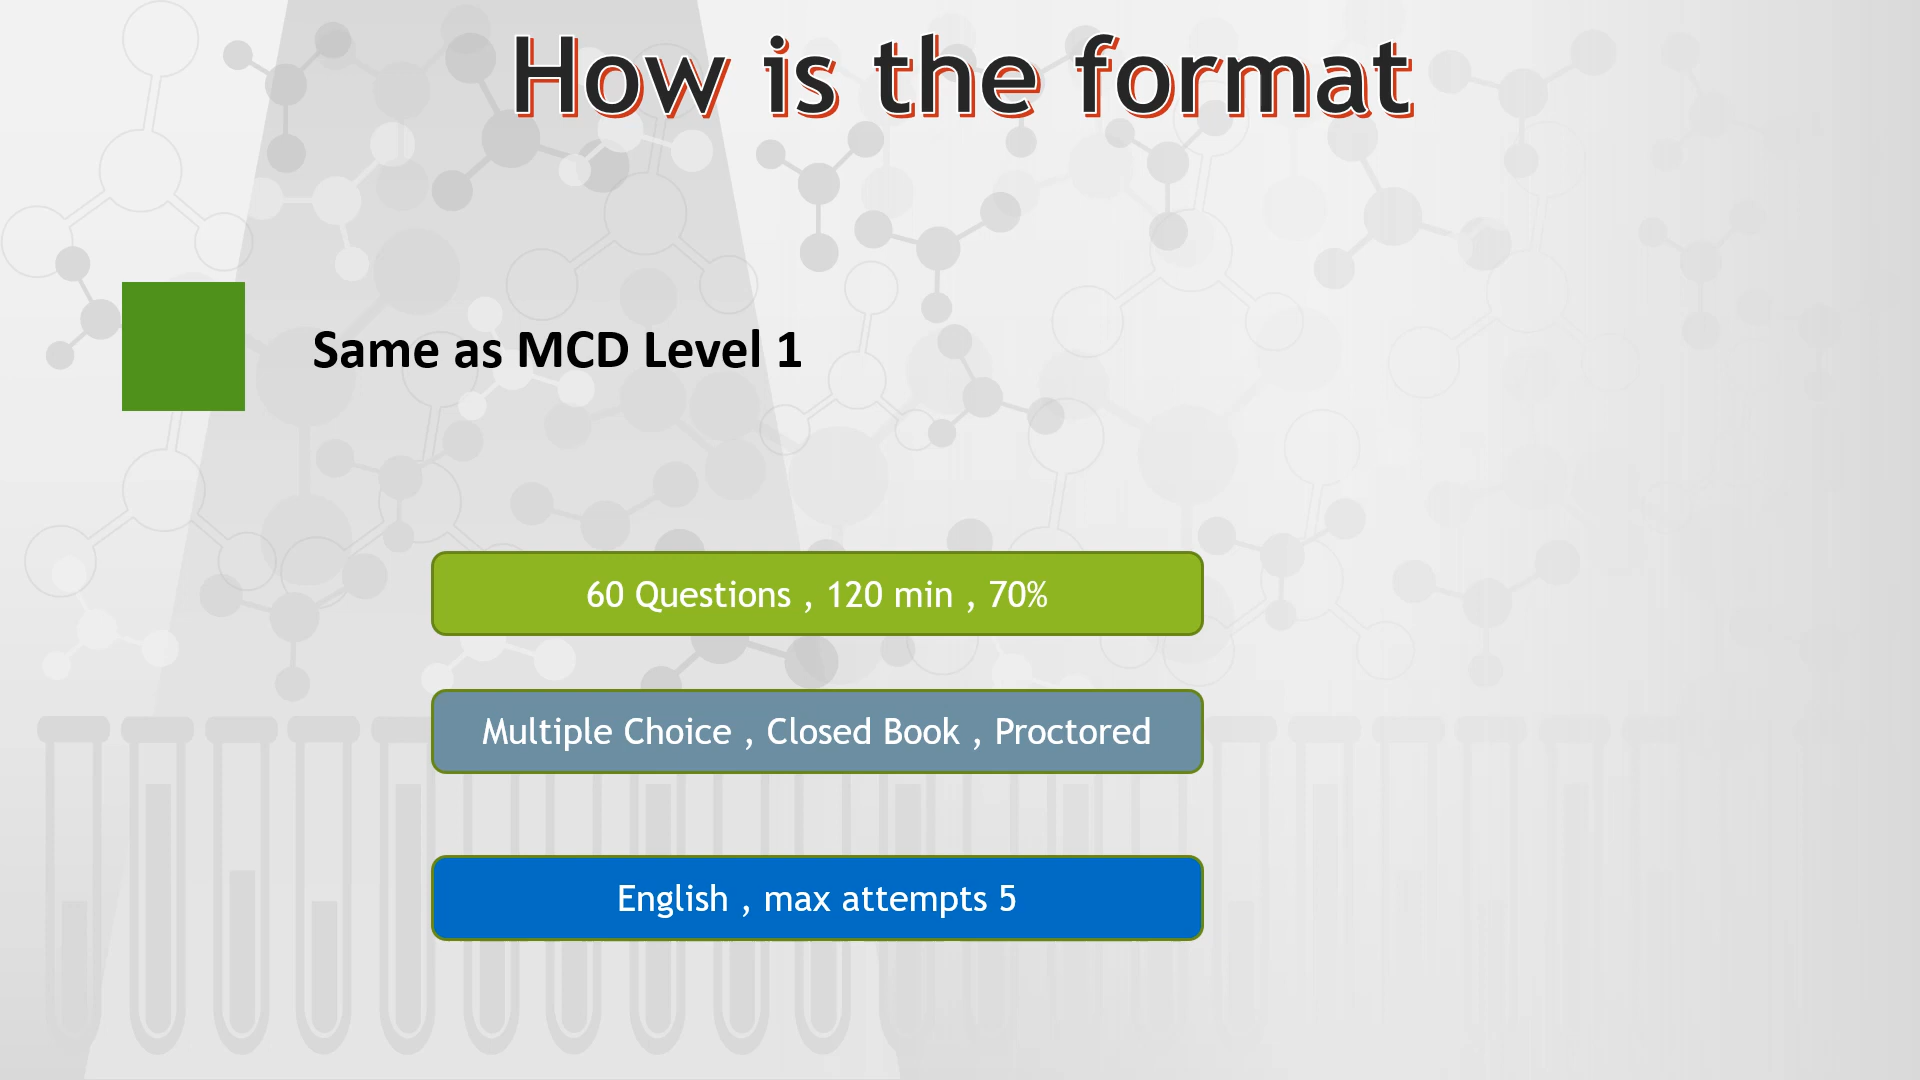 How is the format
Same as MCD Level 1
60 Questions , 120 min , 70%
Multiple Choice , Closed Book , Proctored
English , max attempts 5